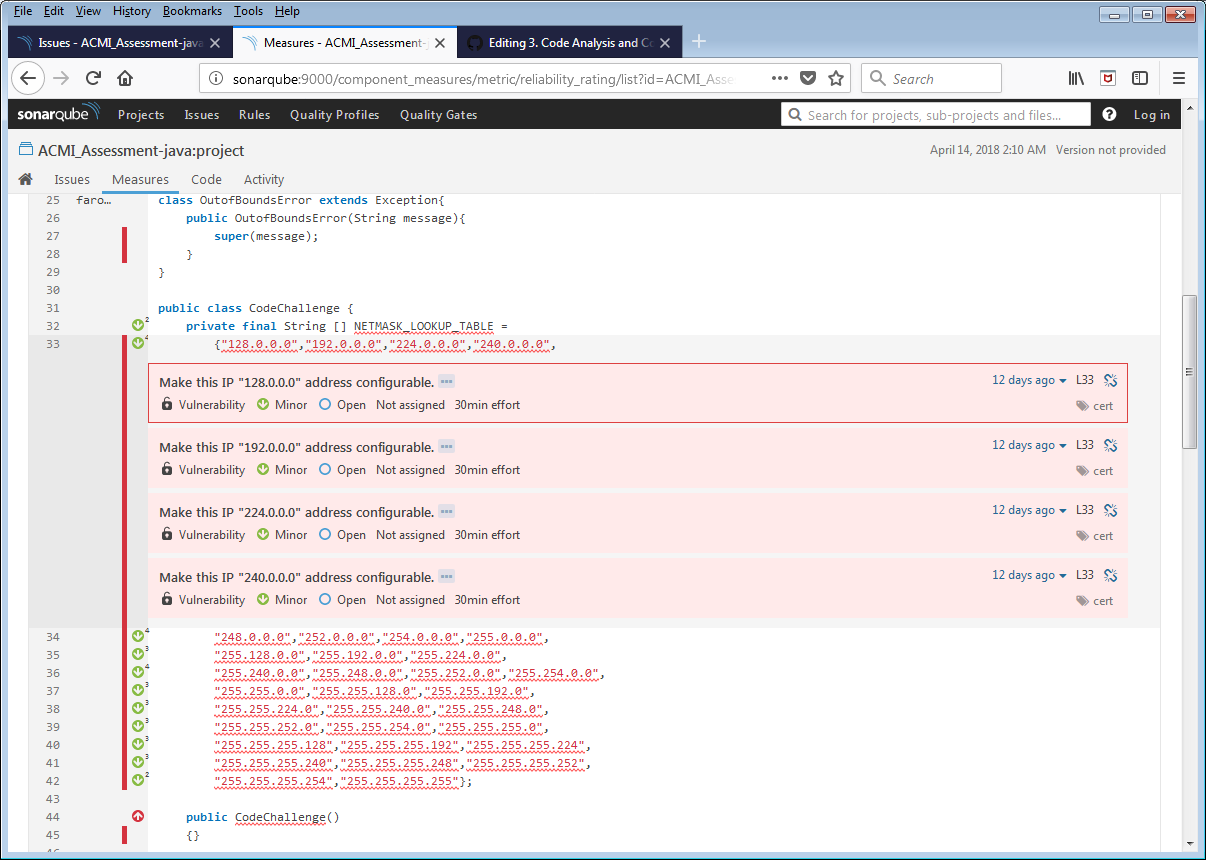 File Edit View History Bookmarks Tools Help
Issues - ACMI_Assessment-java
Measures - ACMI_Assessment-
Editing 3. Code Analysis and Co
sonarqube:9000/component_measures/metric/reliability_rating/list?id=ACMI_Asse
Search
sonarqube Projects Issues Rules Quality Profiles Quality Gates Search for projects, sub-projects and files... Log in
ACMI_Assessment-java:project April 14, 2018 2:10 AM Version not provided
Issues Measures Code Activity
25 faro... class OutofBoundsError extends Exception{
26 public OutofBoundsError(String message){
27 super(message);
28 }
29 }
30
31 public class CodeChallenge {
32 2 private final String [] NETMASK_LOOKUP_TABLE =
33 4 {"128.0.0.0","192.0.0.0","224.0.0.0","240.0.0.0",
Make this IP "128.0.0.0" address configurable. 12 days ago L33
Vulnerability Minor Open Not assigned 30min effort cert
Make this IP "192.0.0.0" address configurable. 12 days ago L33
Vulnerability Minor Open Not assigned 30min effort cert
Make this IP "224.0.0.0" address configurable. 12 days ago L33
Vulnerability Minor Open Not assigned 30min effort cert
Make this IP "240.0.0.0" address configurable. 12 days ago L33
Vulnerability Minor Open Not assigned 30min effort cert
34 4 "248.0.0.0","252.0.0.0","254.0.0.0","255.0.0.0",
35 3 "255.128.0.0","255.192.0.0","255.224.0.0",
36 4 "255.240.0.0","255.248.0.0","255.252.0.0","255.254.0.0",
37 3 "255.255.0.0","255.255.128.0","255.255.192.0",
38 3 "255.255.224.0","255.255.240.0","255.255.248.0",
39 3 "255.255.252.0","255.255.254.0","255.255.255.0",
40 3 "255.255.255.128","255.255.255.192","255.255.255.224",
41 3 "255.255.255.240","255.255.255.248","255.255.255.252",
42 2 "255.255.255.254","255.255.255.255"};
43
44 public CodeChallenge()
45 {}